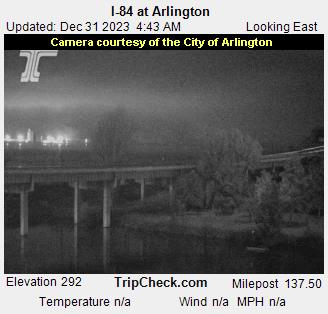 I-84 at Arlington
Updated: Dec 31 2023 4:43 AM Looking East
Camera courtesy of the City of Arlington
Elevation 292 TripCheck.com Milepost 137.50
Temperature n/a Wind n/a MPH n/a